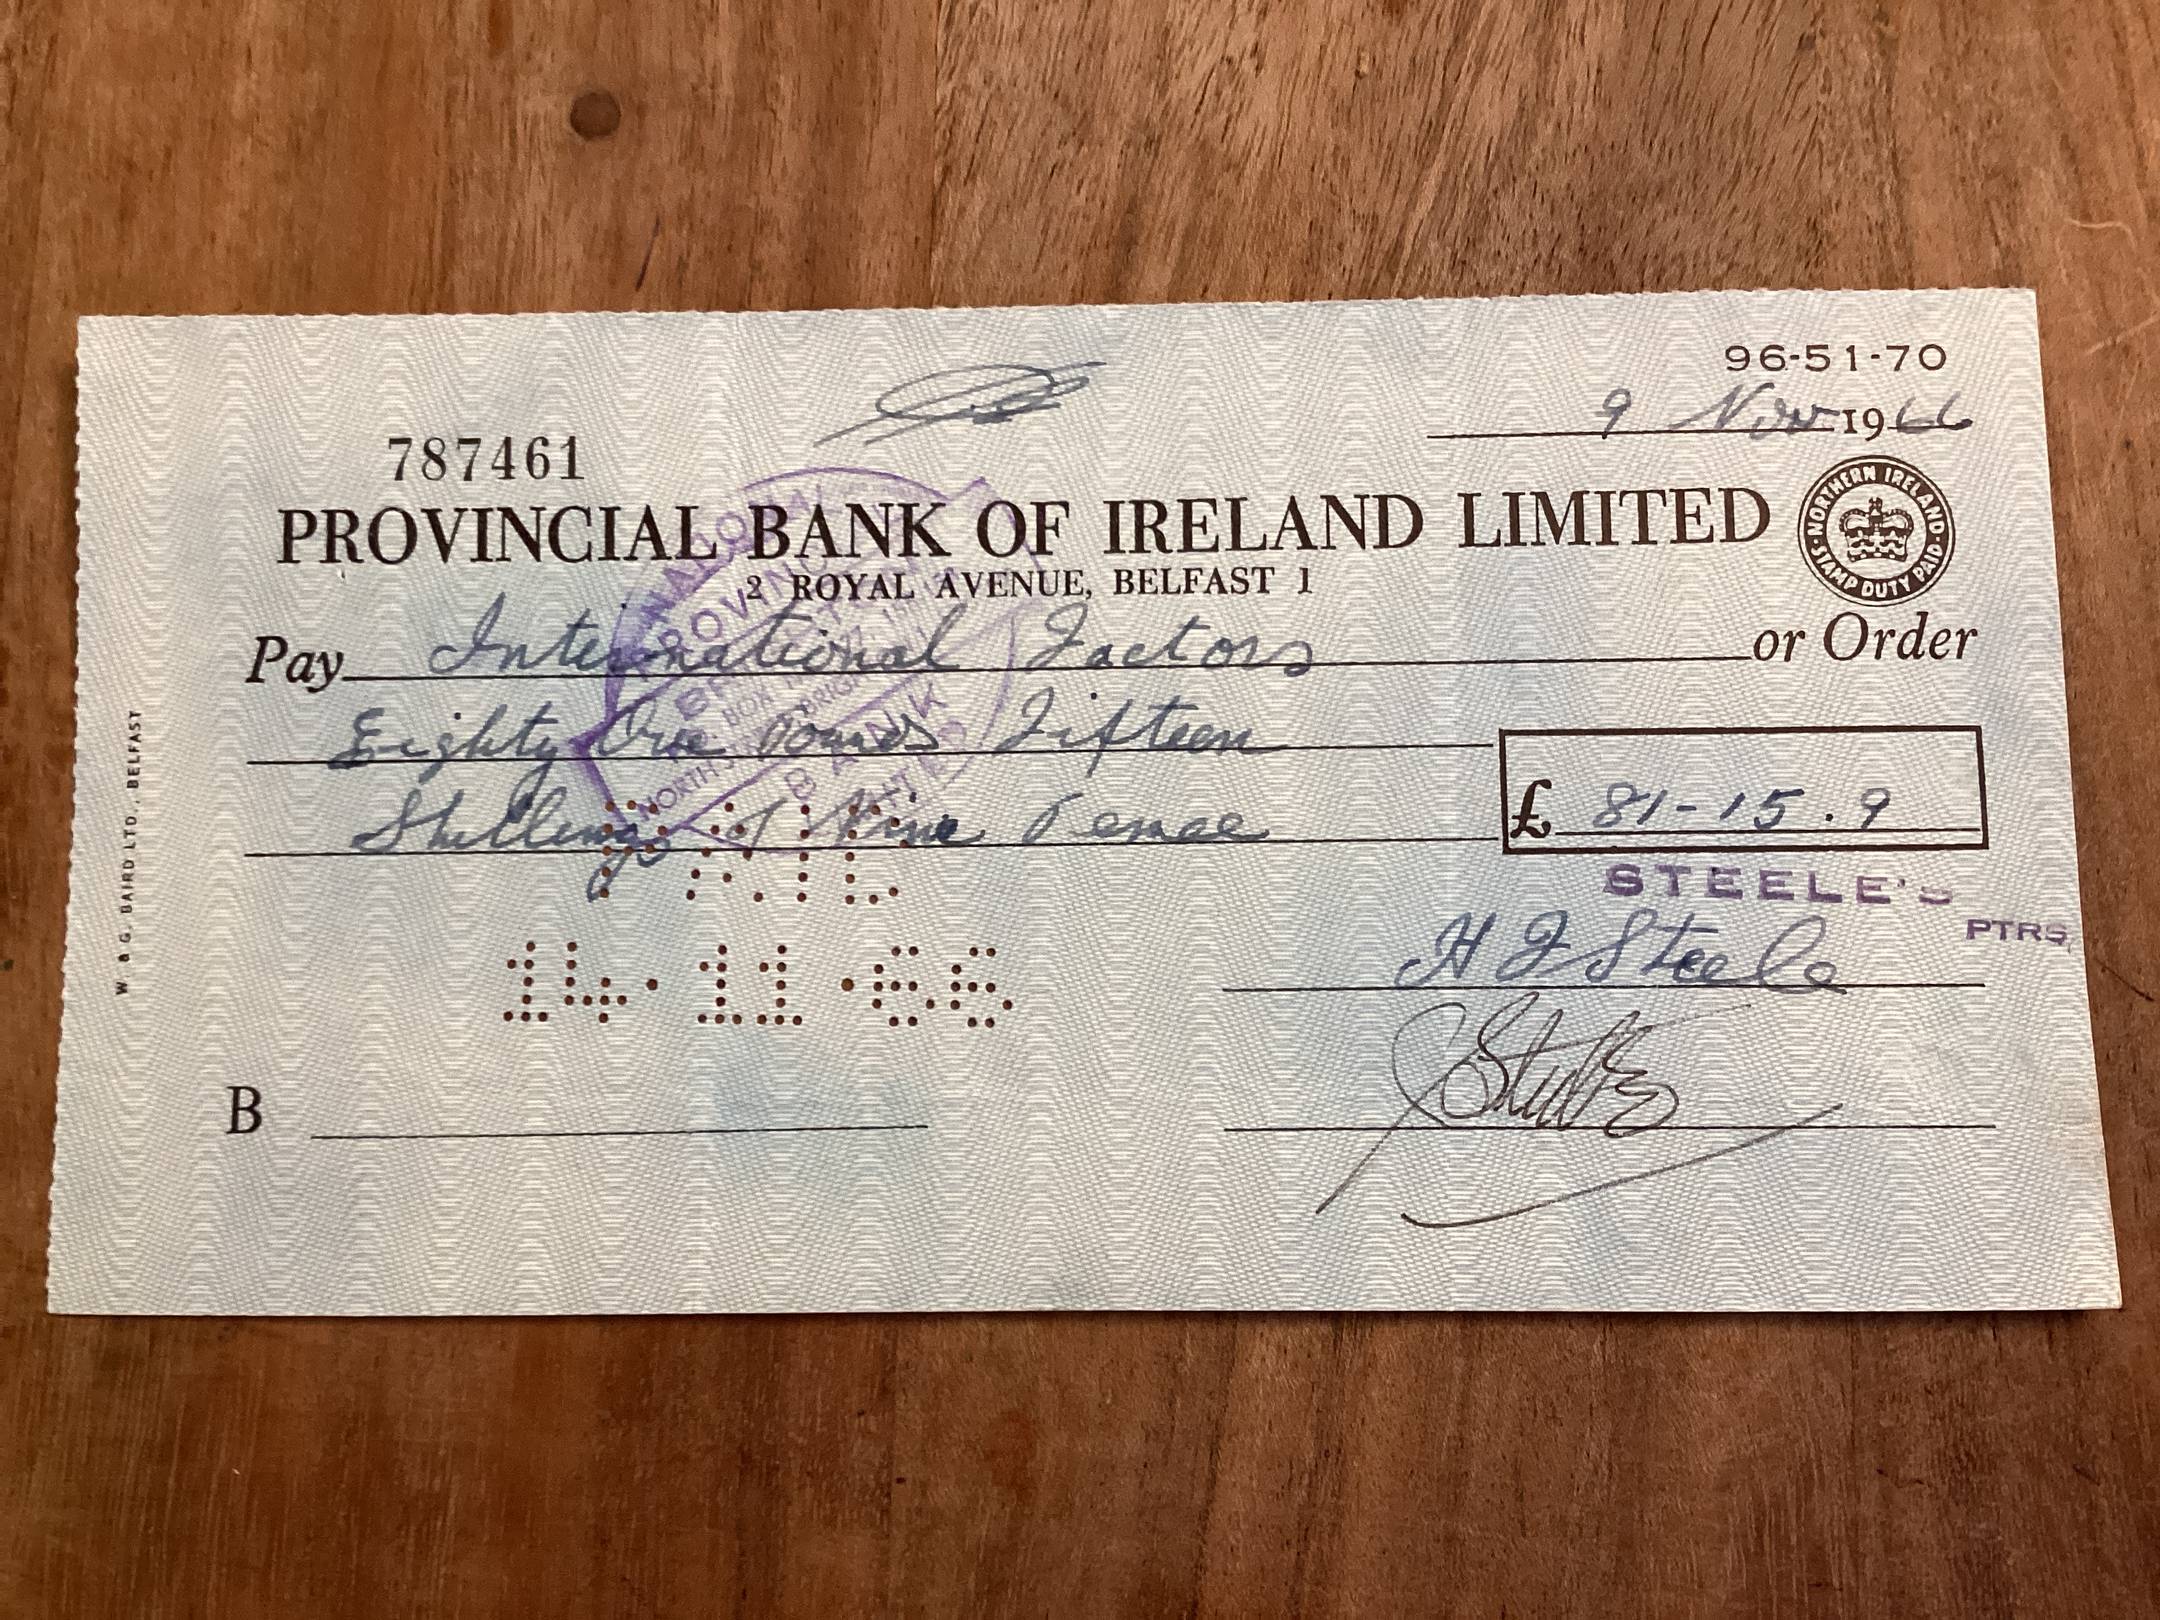 96-51-70
9 Nov 1966
787461
PROVINCIAL BANK OF IRELAND LIMITED
NORTHERN IRELAND · STAMP DUTY PAID ·
2 ROYAL AVENUE, BELFAST 1
Pay International Factors or Order
Eighty One Pounds Fifteen
Shellings & Nine Pence
£ 81-15.9
STEELE'S
PTRS,
H J Steele
14.11.66
B
W. & G. BAIRD LTD., BELFAST